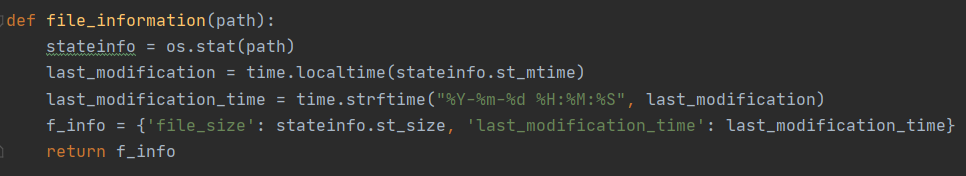 def file_information(path):
    stateinfo = os.stat(path)
    last_modification = time.localtime(stateinfo.st_mtime)
    last_modification_time = time.strftime("%Y-%m-%d %H:%M:%S", last_modification)
    f_info = {'file_size': stateinfo.st_size, 'last_modification_time': last_modification_time}
    return f_info